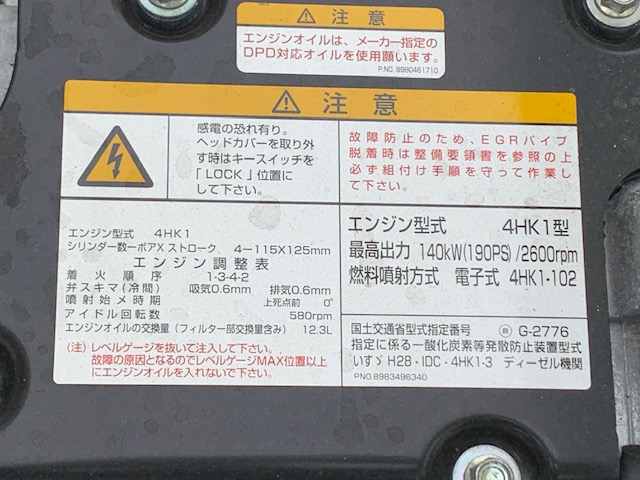 ⚠ 注意
エンジンオイルは、メーカー指定の
DPD対応オイルを使用願います。
P.NO. 8980461710
⚠ 注意
感電の恐れ有り。
ヘッドカバーを取り外
す時はキースイッチを
「LOCK」位置に
して下さい。
故障防止のため、EGRパイプ
脱着時は整備要領書を参照の上
必ず組付け手順を守って作業し
て下さい。
エンジン型式 4HK1
シリンダー数ーボアXストローク 4ー115X125mm
エンジン調整表
着火順序 1-3-4-2
弁スキマ(冷間) 吸気0.6mm 排気0.6mm
噴射始メ時期 上死点前 0°
アイドル回転数 580rpm
エンジンオイルの交換量(フィルター部交換量含み) 12.3L
(注)レベルゲージを抜いて注入して下さい。
故障の原因となるのでレベルゲージMAX位置以上
にエンジンオイルを入れないで下さい。
エンジン型式 4HK1型
最高出力 140kW(190PS)/2600rpm
燃料噴射方式 電子式 4HK1-102
国土交通省型式指定番号 G-2776
指定に係る一酸化炭素等発散防止装置型式
いすゞ H28・IDC・4HK1-3 ディーゼル機関
P.NO.8983496340